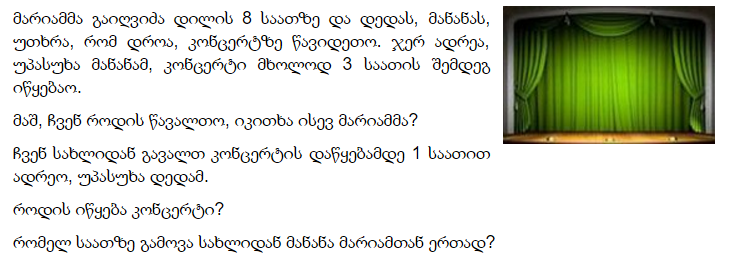 მარიამმა გაიღვიძა დილის 8 საათზე და დედას, მანანას,
უთხრა, რომ დროა, კონცერტზე წავიდეთო. ჯერ ადრეა,
უპასუხა მანანამ, კონცერტი მხოლოდ 3 საათის შემდეგ
იწყებაო.
მაშ, ჩვენ როდის წავალთო, იკითხა ისევ მარიამმა?
ჩვენ სახლიდან გავალთ კონცერტის დაწყებამდე 1 საათით
ადრეო, უპასუხა დედამ.
როდის იწყება კონცერტი?
რომელ საათზე გამოვა სახლიდან მანანა მარიამთან ერთად?